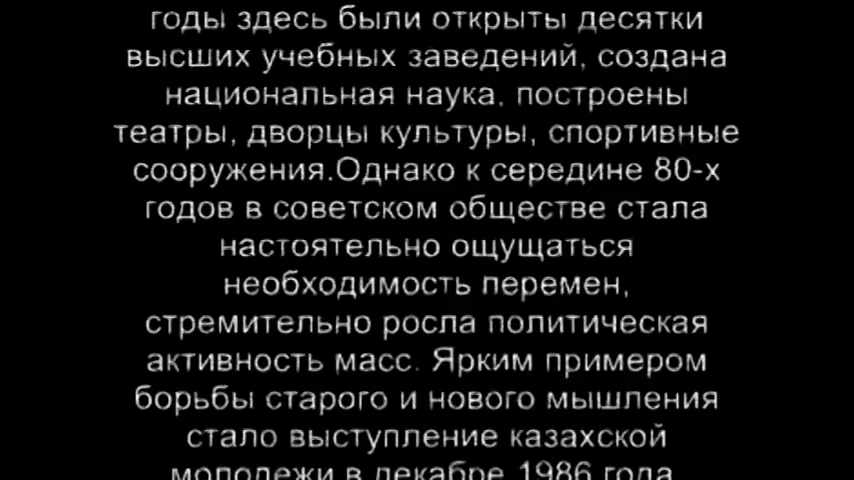 годы здесь были открыты десятки
высших учебных заведений, создана
национальная наука, построены
театры, дворцы культуры, спортивные
сооружения.Однако к середине 80-х
годов в советском обществе стала
настоятельно ощущаться
необходимость перемен,
стремительно росла политическая
активность масс. Ярким примером
борьбы старого и нового мышления
стало выступление казахской
молодежи в декабре 1986 года